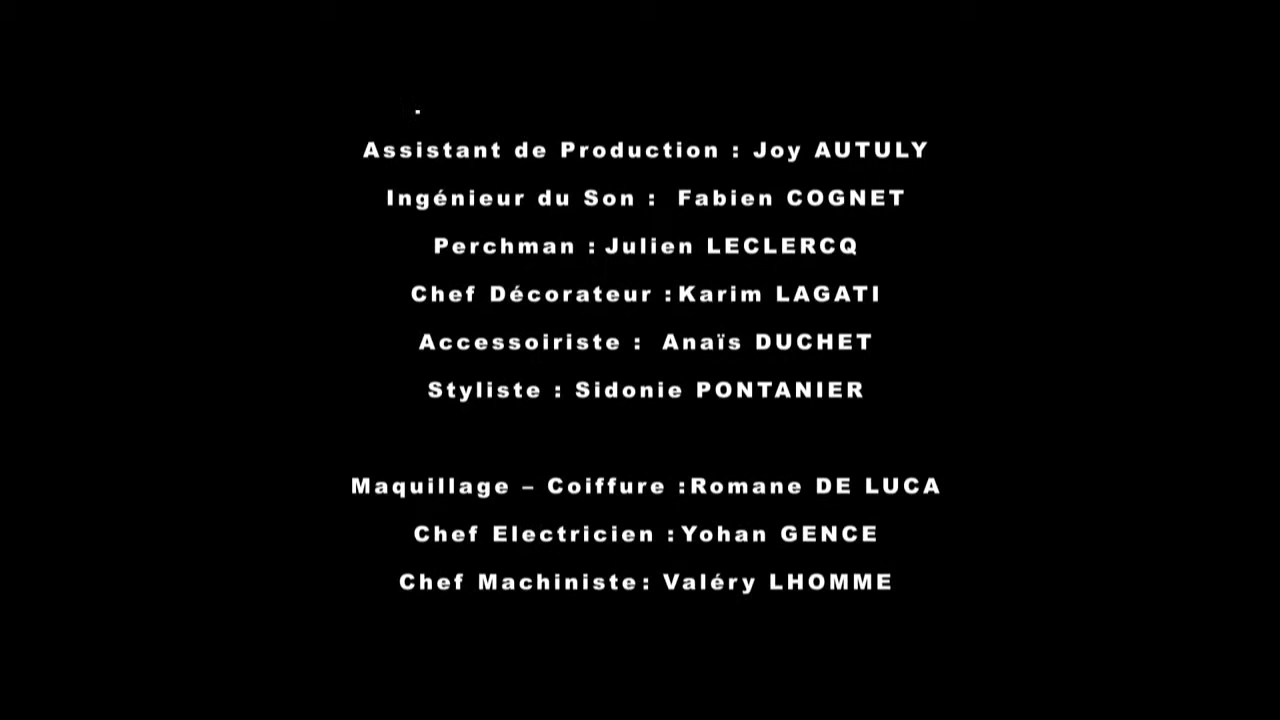 Assistant de Production : Joy AUTULY
Ingénieur du Son : Fabien COGNET
Perchman : Julien LECLERCQ
Chef Décorateur :Karim LAGATI
Accessoiriste : Anaïs DUCHET
Styliste : Sidonie PONTANIER
Maquillage – Coiffure :Romane DE LUCA
Chef Electricien :Yohan GENCE
Chef Machiniste: Valéry LHOMME